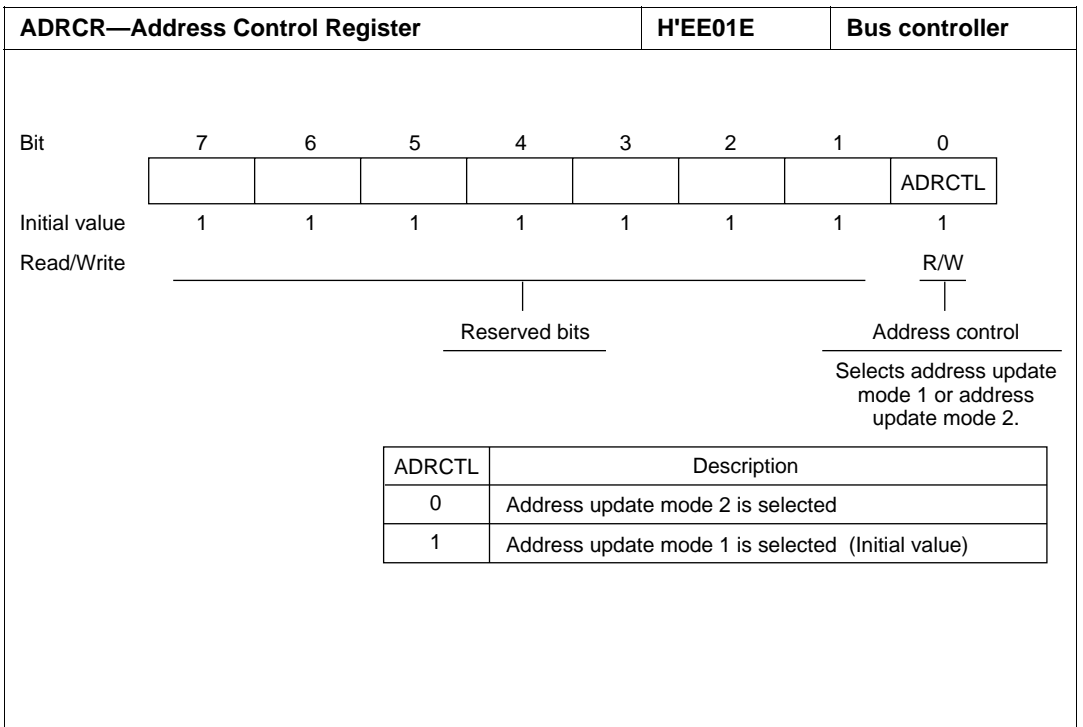 ADRCR—Address Control Register H'EE01E Bus controller
Bit 7 6 5 4 3 2 1 0
ADRCTL
Initial value 1 1 1 1 1 1 1 1
Read/Write R/W
Reserved bits Address control
Selects address update
mode 1 or address
update mode 2.
ADRCTL Description
0 Address update mode 2 is selected
1 Address update mode 1 is selected (Initial value)